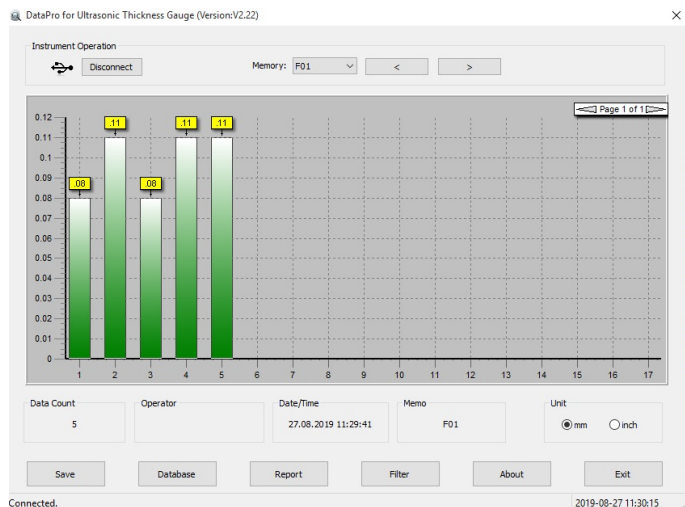 DataPro for Ultrasonic Thickness Gauge (Version:V2.22)
Instrument Operation
Disconnect
Memory: F01 < >
Page 1 of 1
0.12
0.11
0.1
0.09
0.08
0.07
0.06
0.05
0.04
0.03
0.02
0.01
0
.08 .11 .08 .11 .11
1 2 3 4 5 6 7 8 9 10 11 12 13 14 15 16 17
Data Count Operator Date/Time Memo Unit
5 27.08.2019 11:29:41 F01 mm inch
Save Database Report Filter About Exit
Connected. 2019-08-27 11:30:15